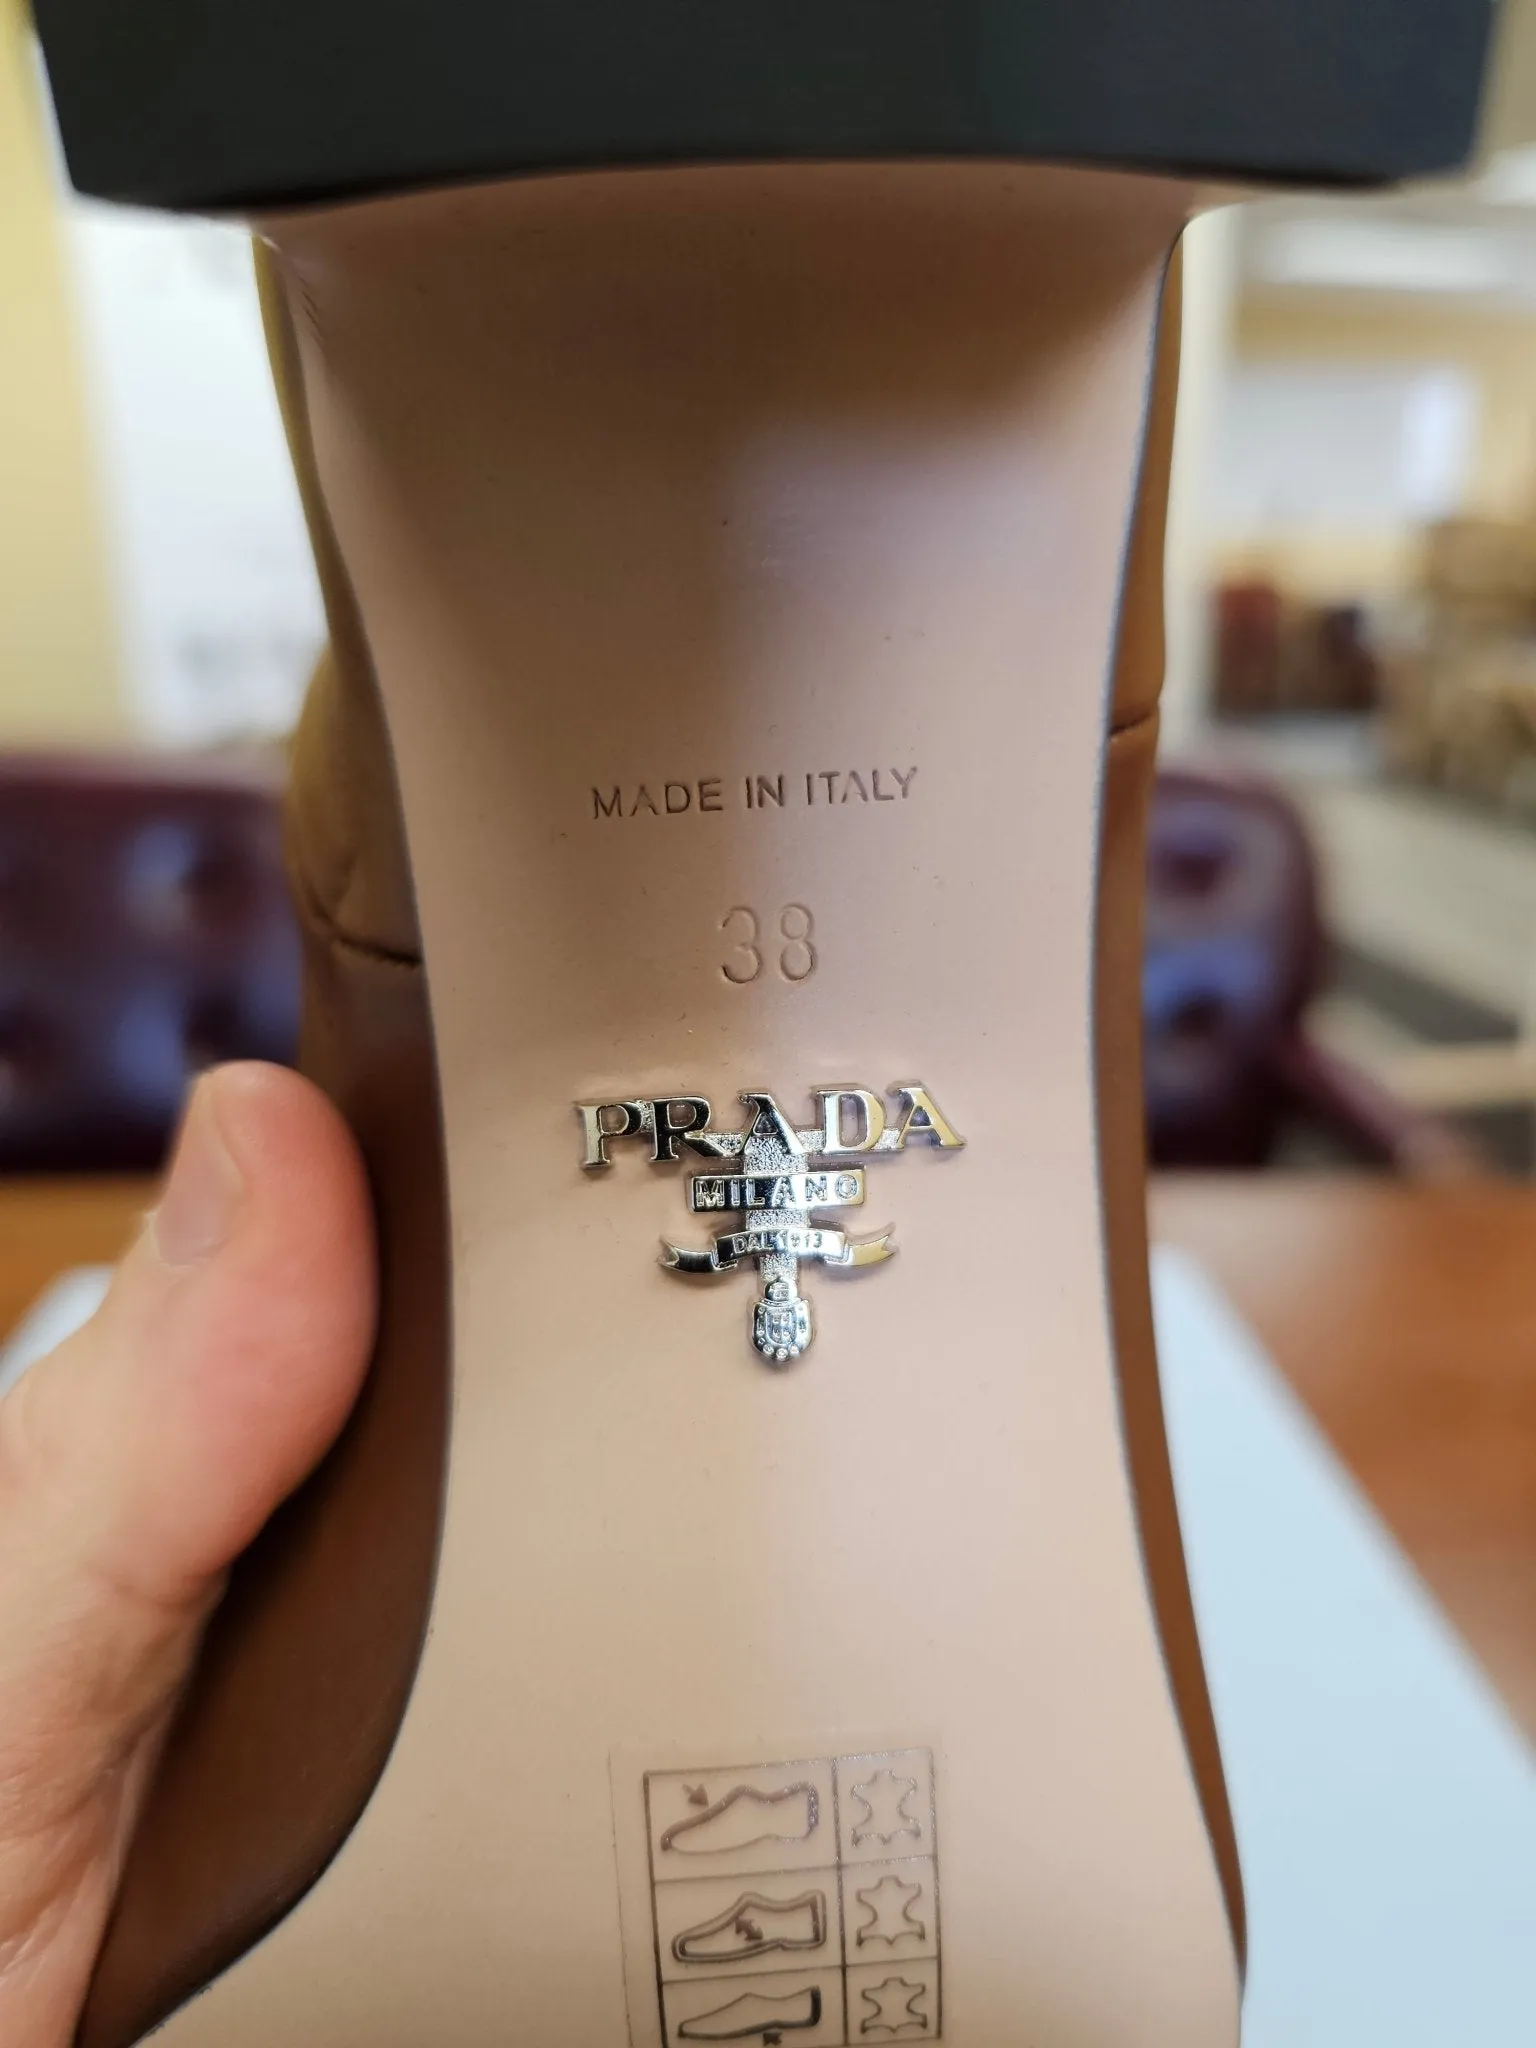 MADE IN ITALY
38
PRADA
MILANO
DAL 1913